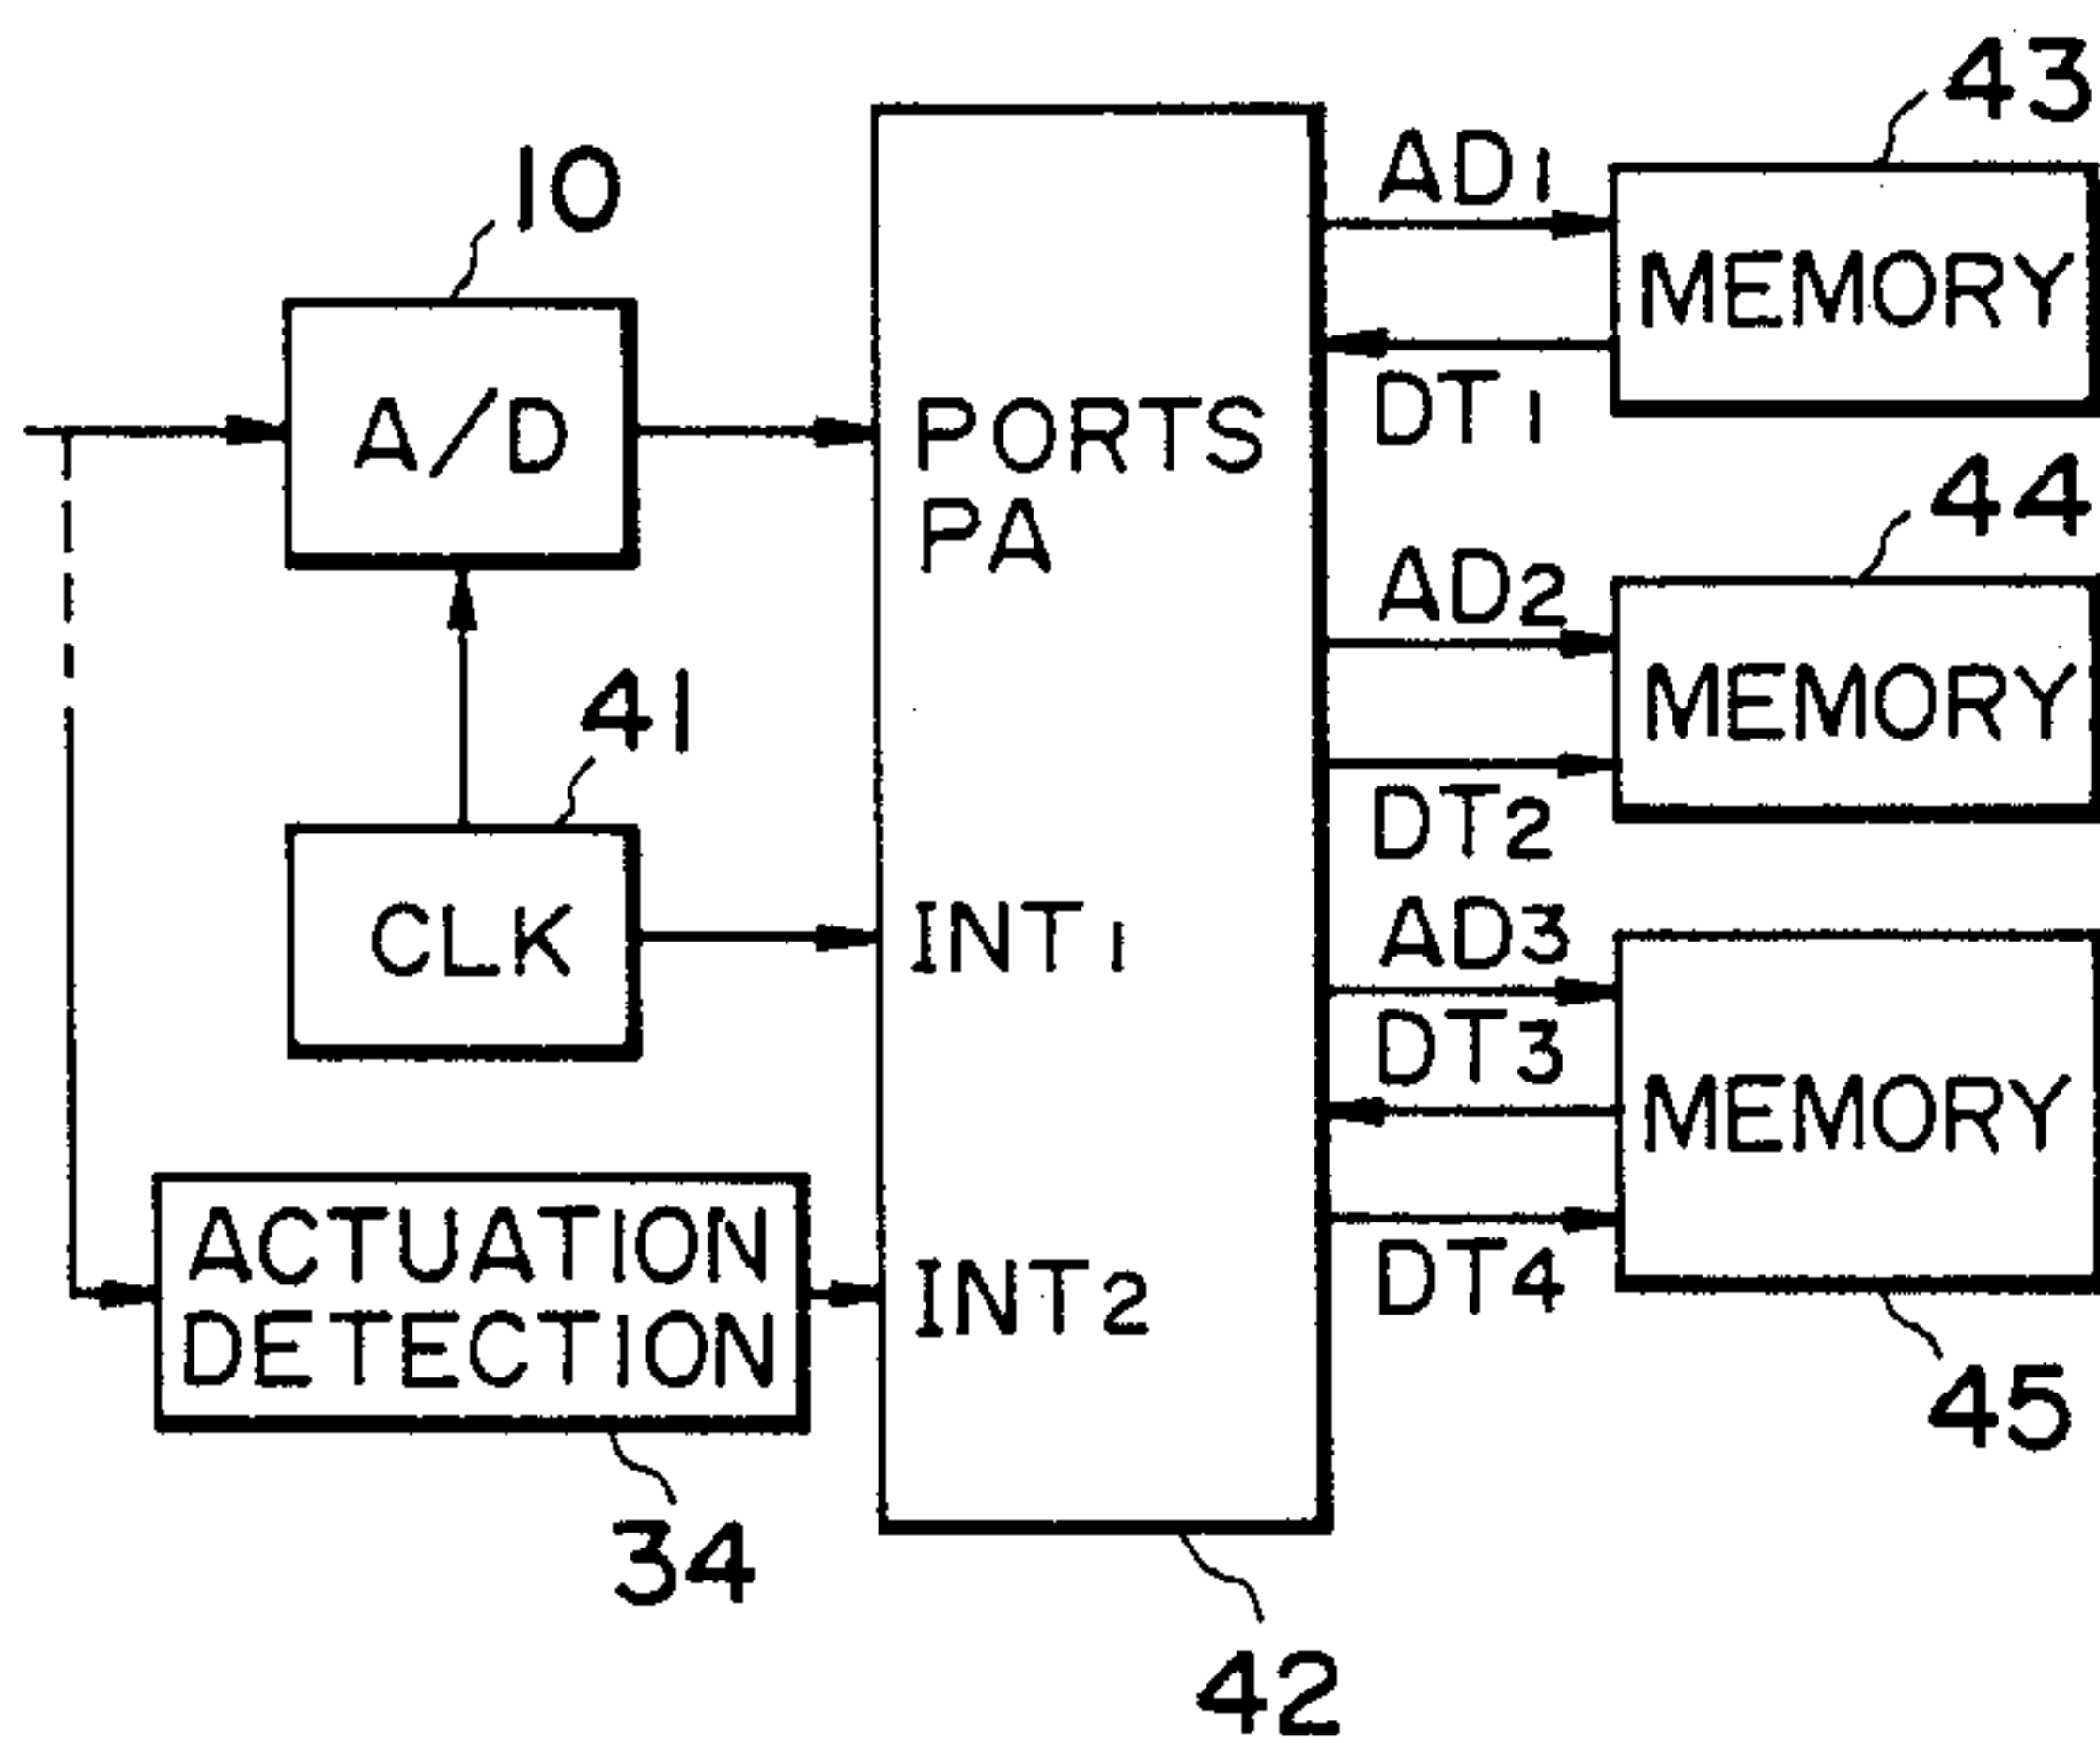 43
10
AD1
MEMORY
A/D
PORTS
PA
DT1
44
AD2
MEMORY
41
DT2
CLK
INT1
AD3
DT3
MEMORY
ACTUATION
DETECTION
INT2
DT4
45
34
42